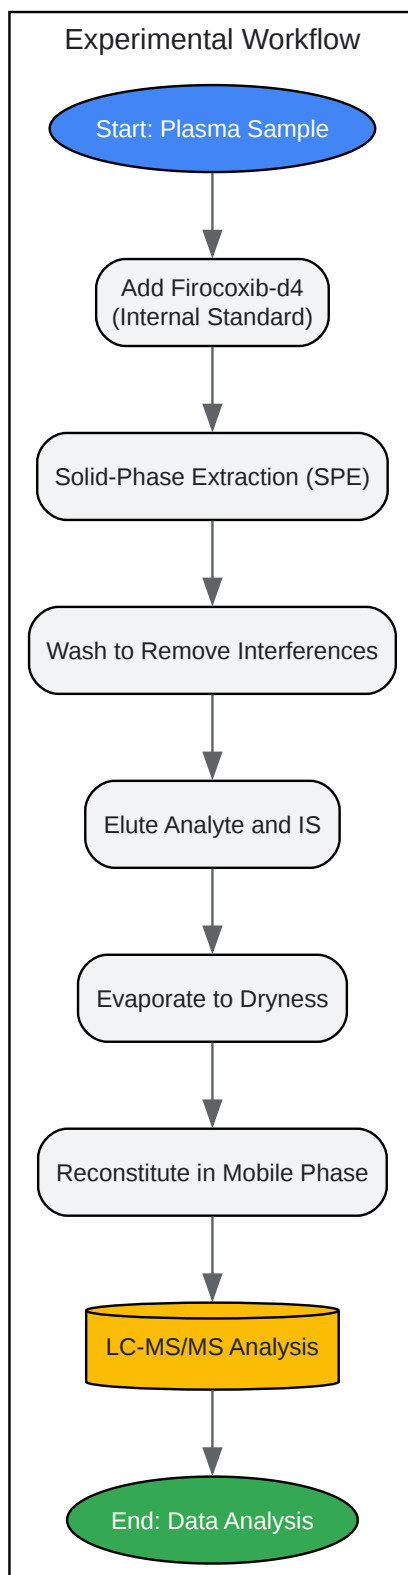 Experimental Workflow
Start: Plasma Sample
Add Firocoxib-d4
(Internal Standard)
Solid-Phase Extraction (SPE)
Wash to Remove Interferences
Elute Analyte and IS
Evaporate to Dryness
Reconstitute in Mobile Phase
LC-MS/MS Analysis
End: Data Analysis